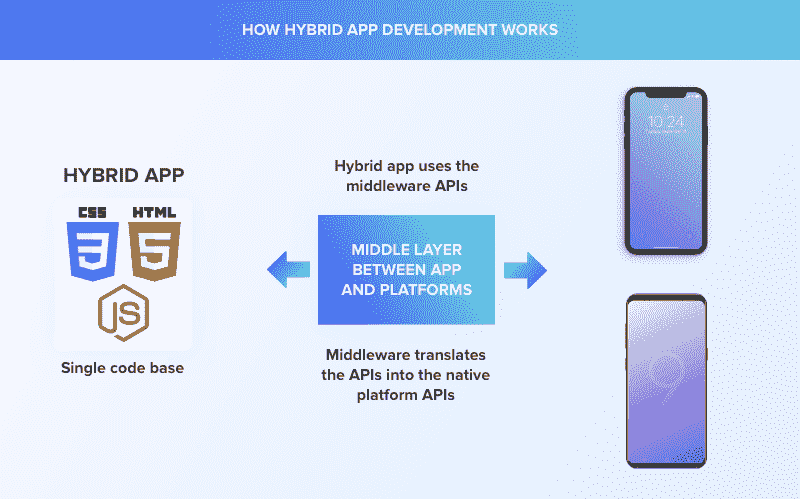 HOW HYBRID APP DEVELOPMENT WORKS
HYBRID APP
CSS HTML
3 5
JS
Single code base
Hybrid app uses the
middleware APIs
MIDDLE LAYER
BETWEEN APP
AND PLATFORMS
Middleware translates
the APIs into the native
platform APIs
10:24
9